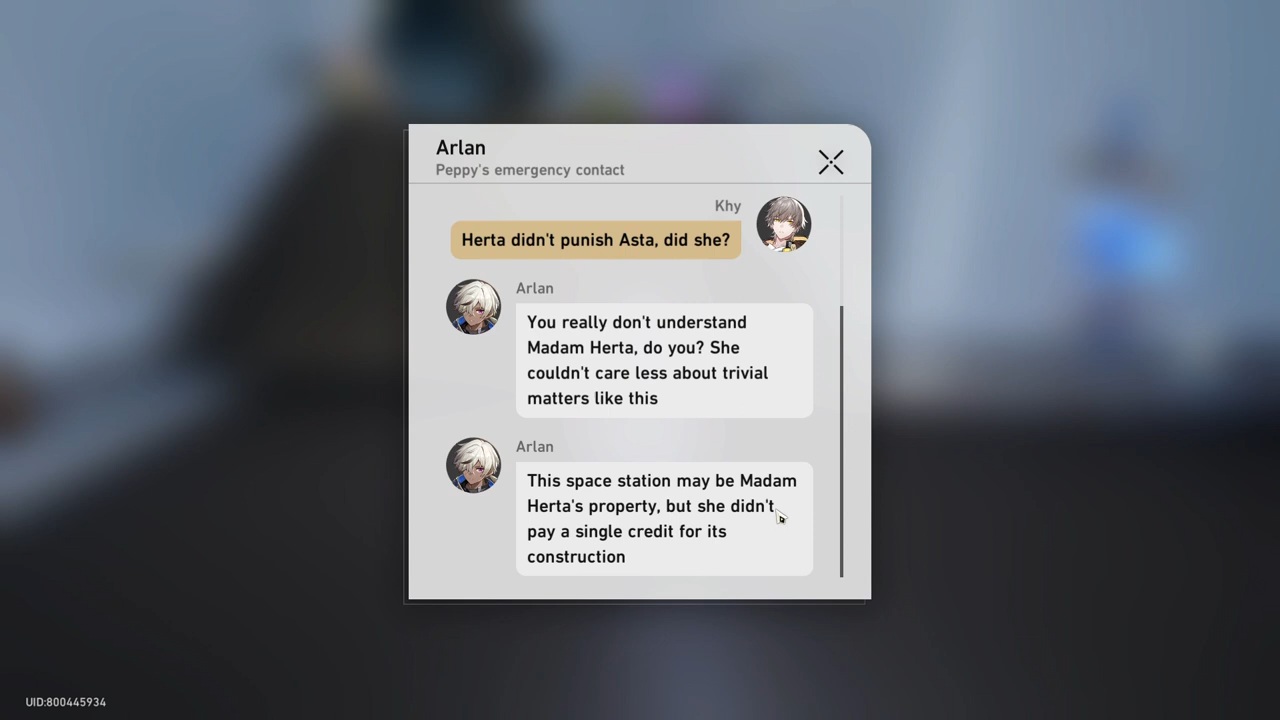 Arlan
Peppy's emergency contact
Khy
Herta didn't punish Asta, did she?
Arlan
You really don't understand
Madam Herta, do you? She
couldn't care less about trivial
matters like this
Arlan
This space station may be Madam
Herta's property, but she didn't
pay a single credit for its
construction
UID:800445934